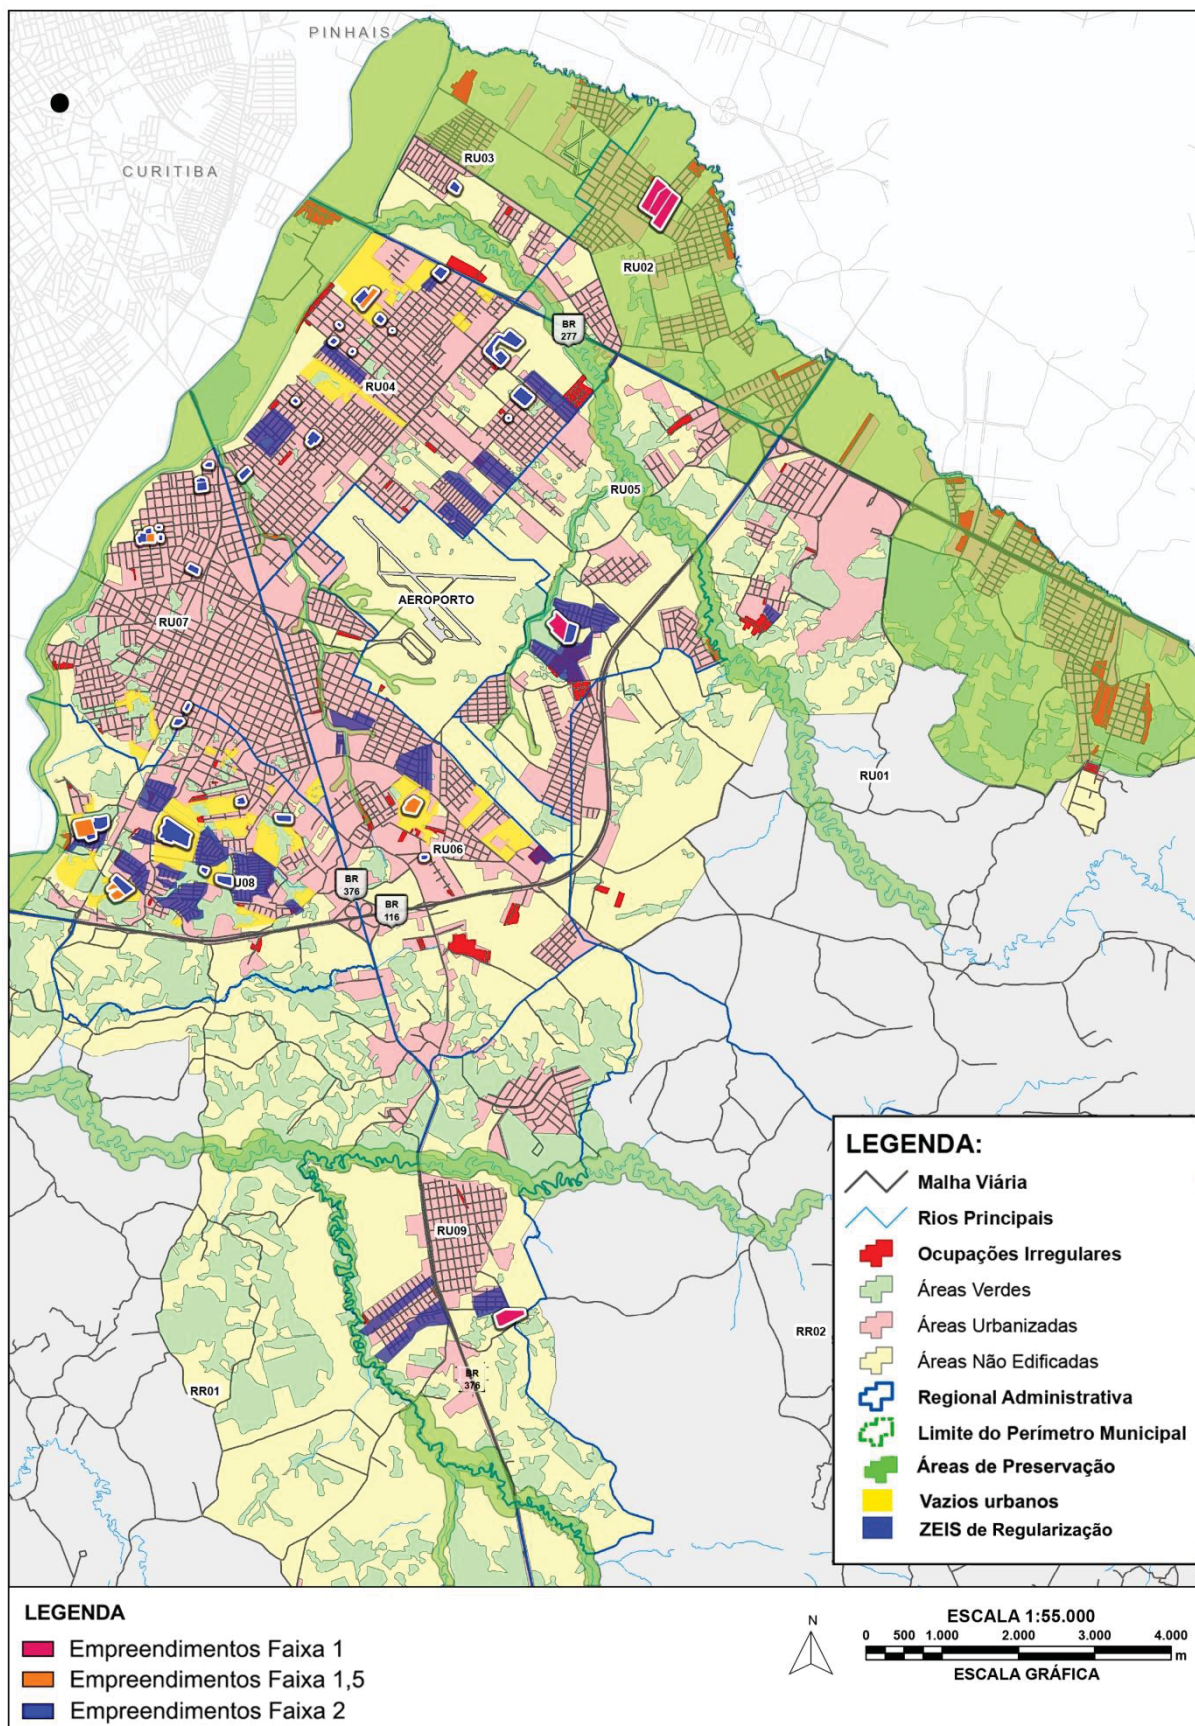 PINHAIS
CURITIBA
RU03
RU02
BR
277
RU04
RU05
AEROPORTO
RU07
RU01
RU06
U08
BR
376
BR
116
RU09
RR02
BR
376
RR01
LEGENDA:
Malha Viária
Rios Principais
Ocupações Irregulares
Áreas Verdes
Áreas Urbanizadas
Áreas Não Edificadas
Regional Administrativa
Limite do Perímetro Municipal
Áreas de Preservação
Vazios urbanos
ZEIS de Regularização
LEGENDA
Empreendimentos Faixa 1
Empreendimentos Faixa 1,5
Empreendimentos Faixa 2
N
ESCALA 1:55.000
0 500 1.000 2.000 3.000 4.000
m
ESCALA GRÁFICA